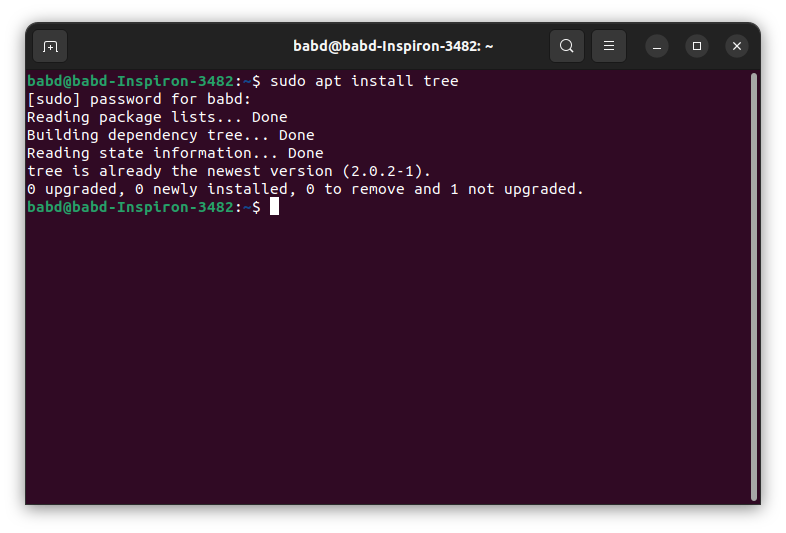 babd@babd-Inspiron-3482: ~
babd@babd-Inspiron-3482:~$ sudo apt install tree
[sudo] password for babd:
Reading package lists... Done
Building dependency tree... Done
Reading state information... Done
tree is already the newest version (2.0.2-1).
0 upgraded, 0 newly installed, 0 to remove and 1 not upgraded.
babd@babd-Inspiron-3482:~$